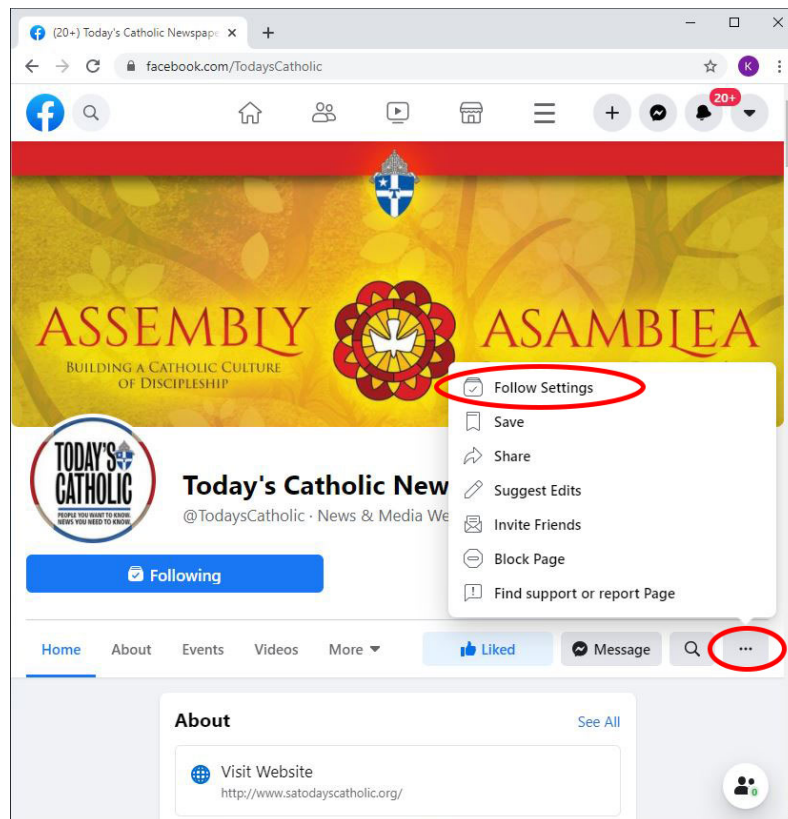 (20+) Today's Catholic Newspape
facebook.com/TodaysCatholic
K
20+
ASSEMBLY
BUILDING A CATHOLIC CULTURE
OF DISCIPLESHIP
ASAMBLEA
Follow Settings
Save
Share
Suggest Edits
Invite Friends
Block Page
Find support or report Page
TODAY'S
CATHOLIC
PEOPLE YOU WANT TO KNOW.
NEWS YOU NEED TO KNOW.
Today's Catholic New
@TodaysCatholic · News & Media We
Following
Home About Events Videos More
Liked Message
About See All
Visit Website
http://www.satodayscatholic.org/
0